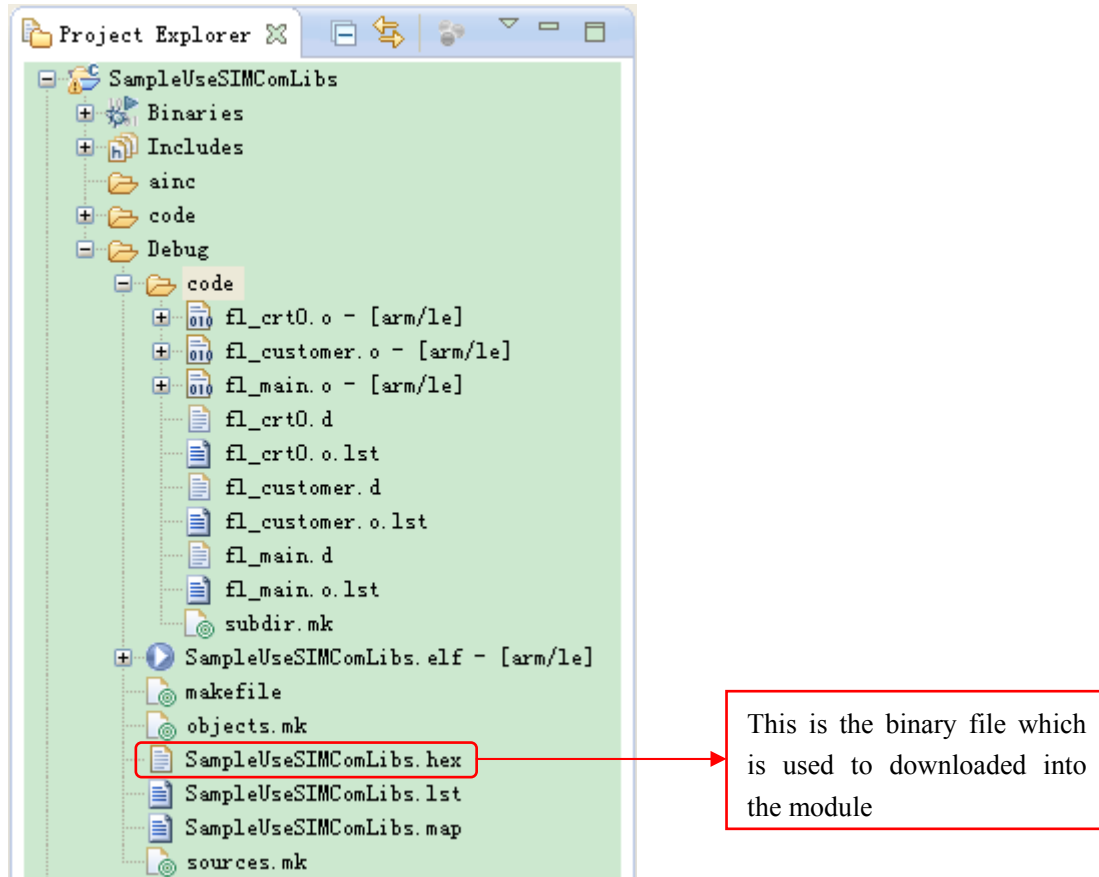 Project Explorer
SampleUseSIMComLibs
Binaries
Includes
ainc
code
Debug
code
fl_crt0.o - [arm/le]
fl_customer.o - [arm/le]
fl_main.o - [arm/le]
fl_crt0.d
fl_crt0.o.lst
fl_customer.d
fl_customer.o.lst
fl_main.d
fl_main.o.lst
subdir.mk
SampleUseSIMComLibs.elf - [arm/le]
makefile
objects.mk
SampleUseSIMComLibs.hex
SampleUseSIMComLibs.lst
SampleUseSIMComLibs.map
sources.mk
This is the binary file which
is used to downloaded into
the module